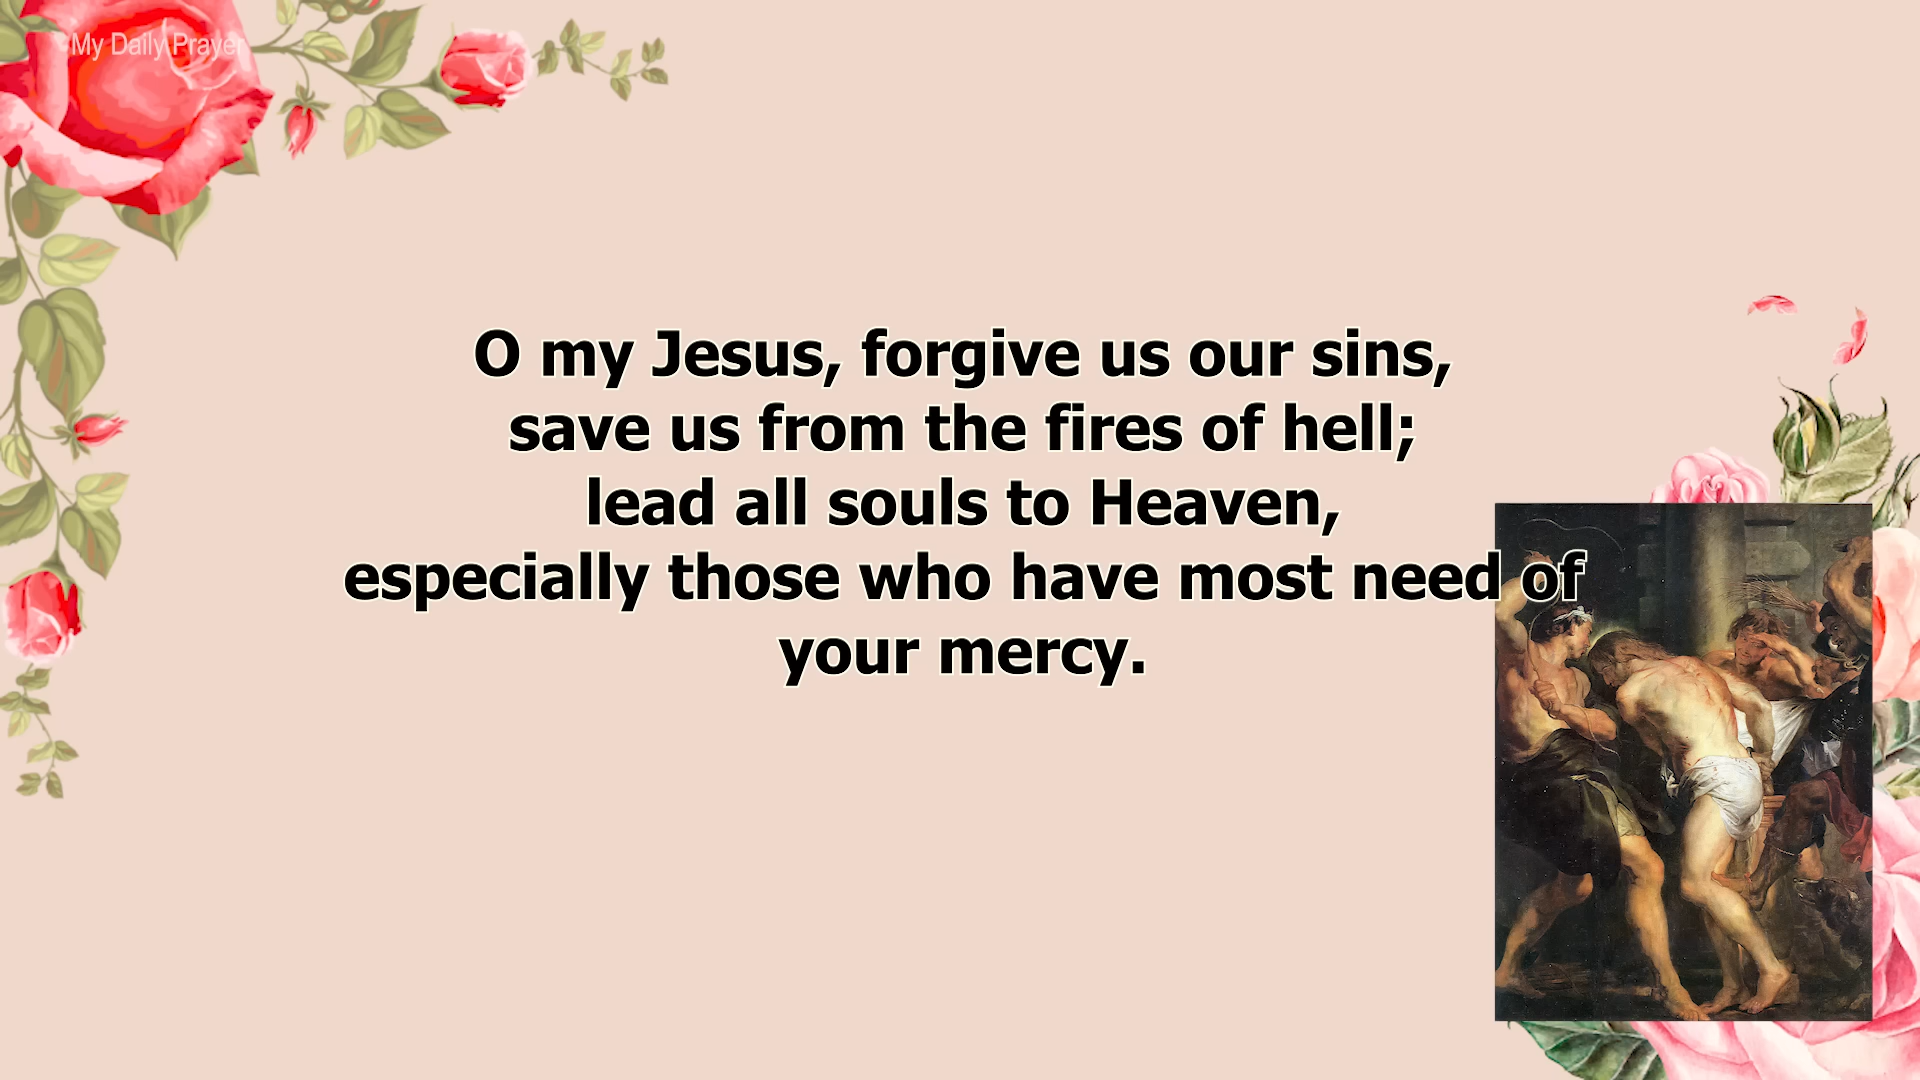 My Daily Prayer
O my Jesus, forgive us our sins,
save us from the fires of hell;
lead all souls to Heaven,
especially those who have most need of
your mercy.